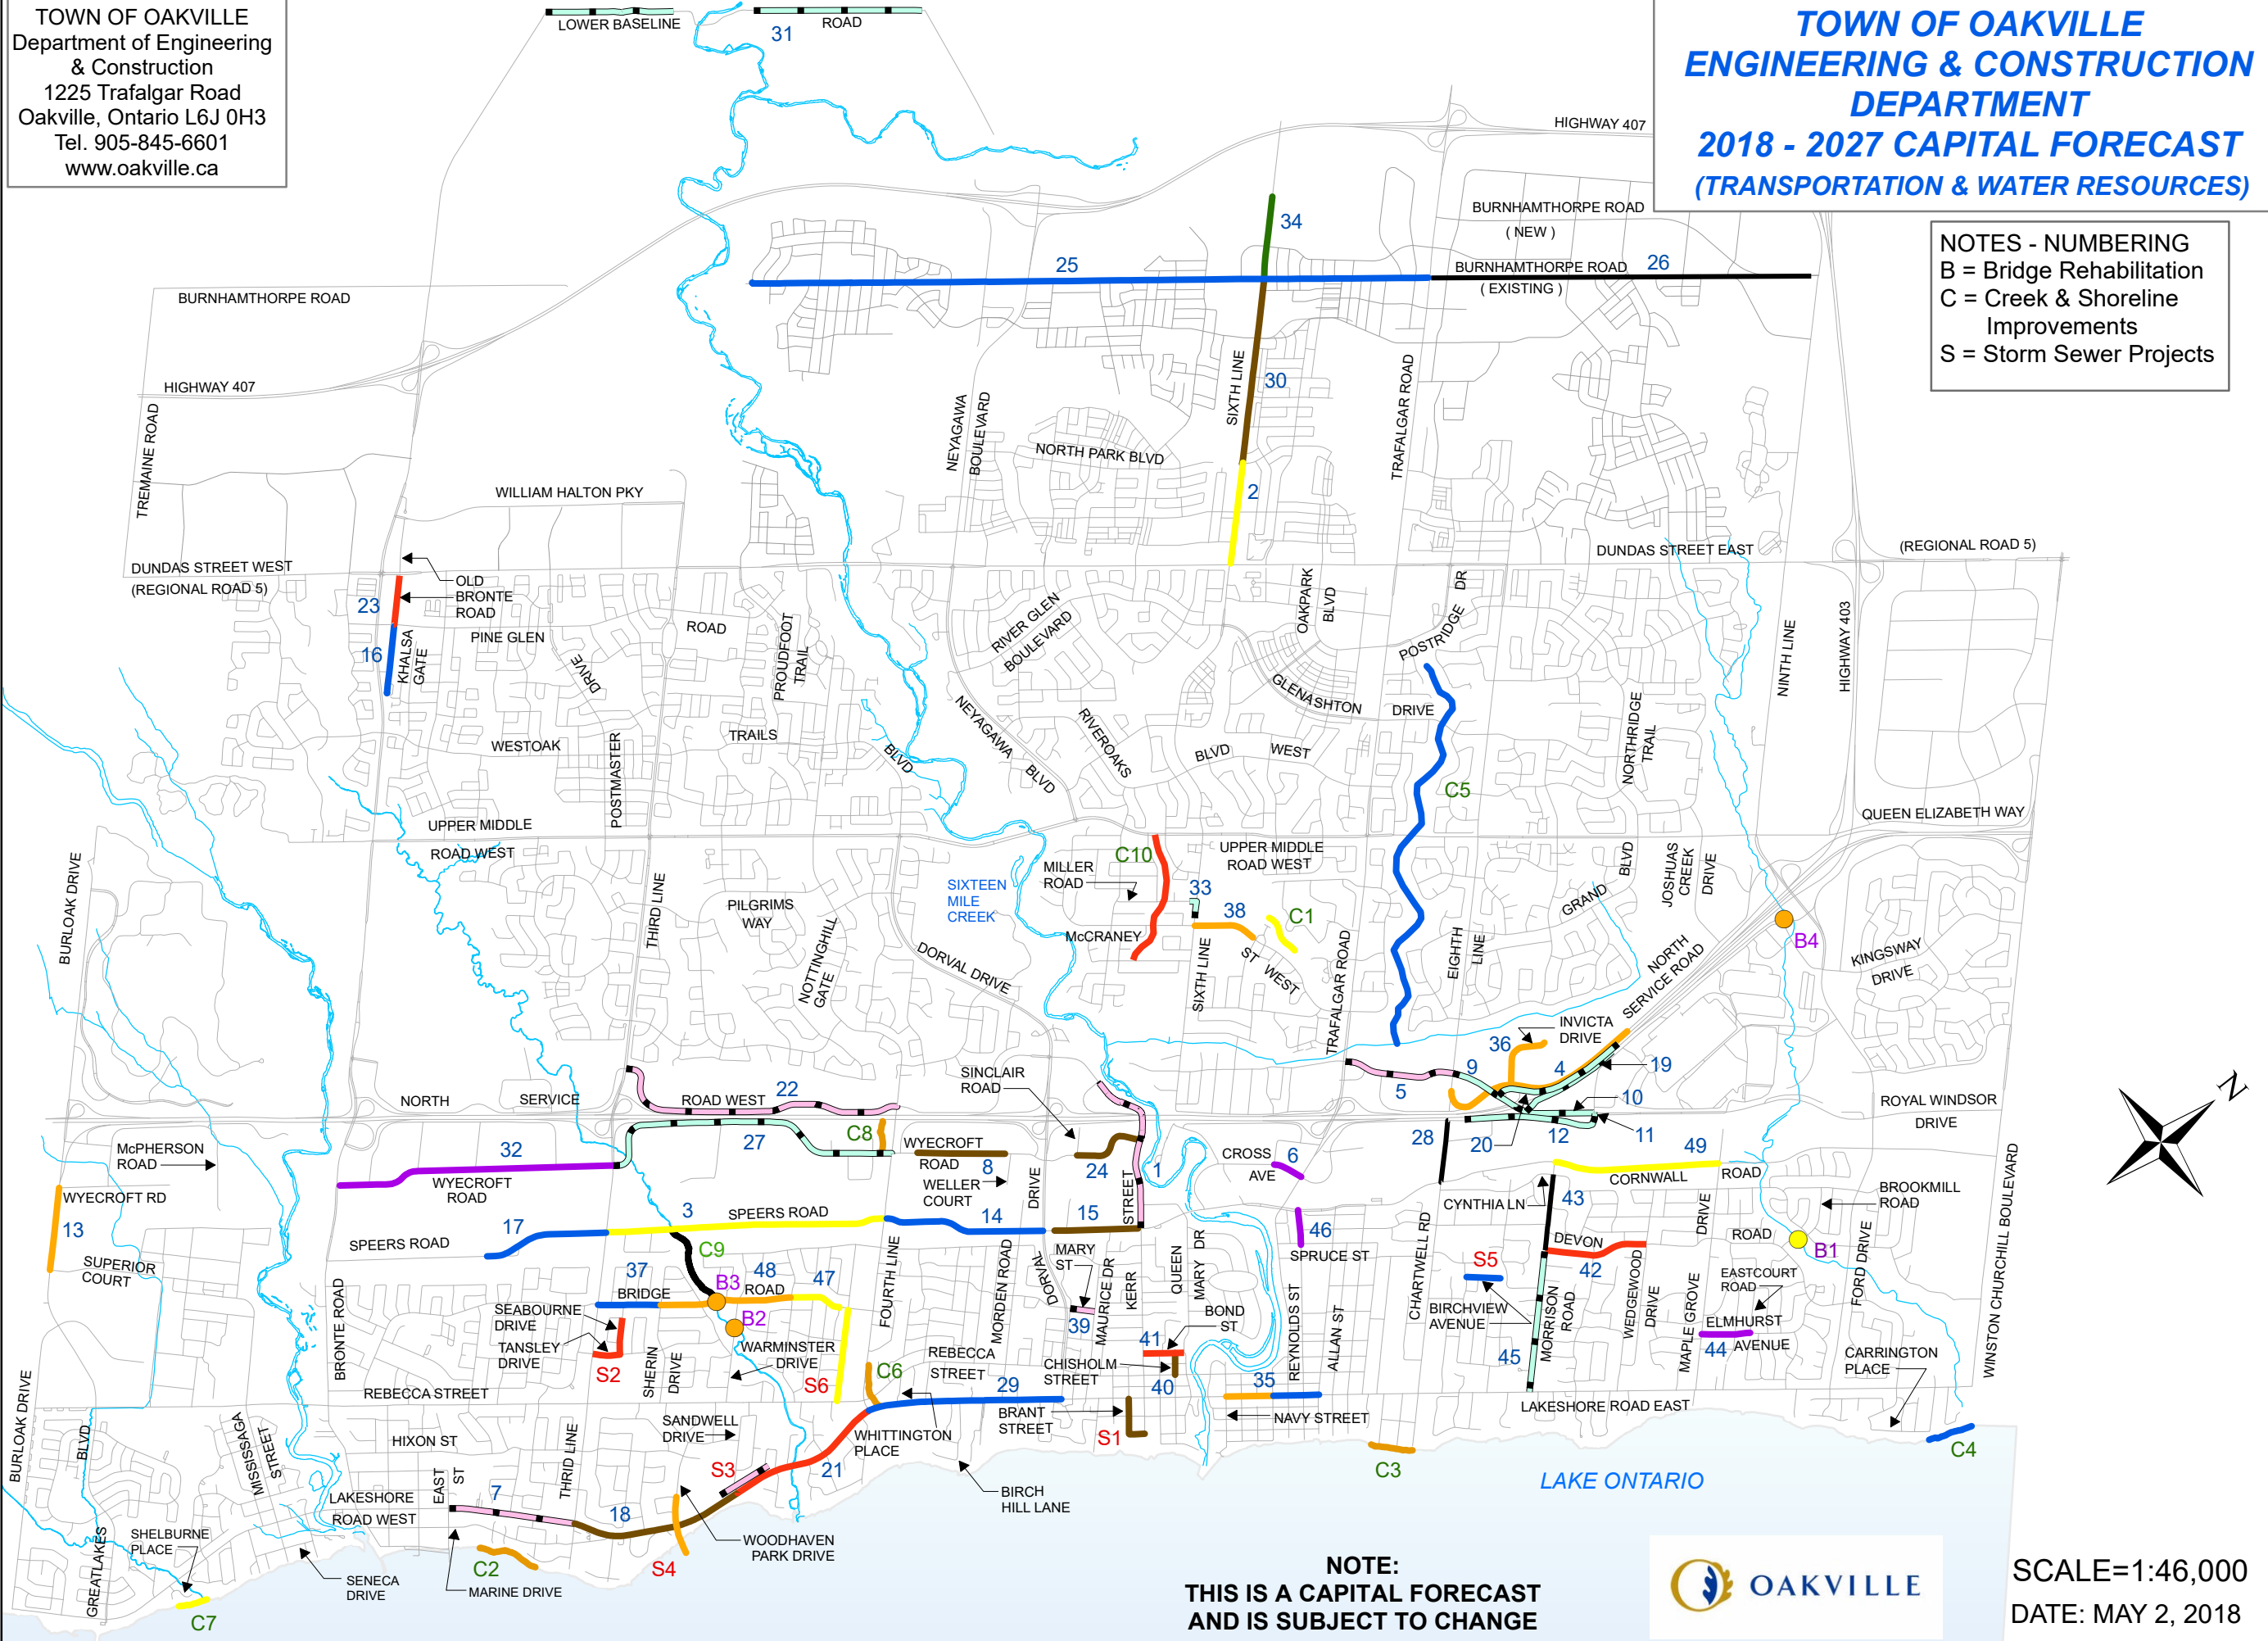 TOWN OF OAKVILLE
Department of Engineering
& Construction
1225 Trafalgar Road
Oakville, Ontario L6J 0H3
Tel. 905-845-6601
www.oakville.ca
TOWN OF OAKVILLE
ENGINEERING & CONSTRUCTION
DEPARTMENT
2018 - 2027 CAPITAL FORECAST
(TRANSPORTATION & WATER RESOURCES)
NOTES - NUMBERING
B = Bridge Rehabilitation
C = Creek & Shoreline
Improvements
S = Storm Sewer Projects
LOWER BASELINE
31
ROAD
HIGHWAY 407
BURNHAMTHORPE ROAD
( NEW )
34
25
BURNHAMTHORPE ROAD
26
( EXISTING )
BURNHAMTHORPE ROAD
HIGHWAY 407
TREMAINE ROAD
NEYAGAWA
BOULEVARD
SIXTH LINE
30
TRAFALGAR ROAD
NORTH PARK BLVD
2
WILLIAM HALTON PKY
DUNDAS STREET WEST
(REGIONAL ROAD 5)
DUNDAS STREET EAST
(REGIONAL ROAD 5)
OLD
BRONTE
ROAD
23
16
KHALSA
GATE
PINE GLEN
ROAD
DRIVE
PROUDFOOT
TRAIL
RIVER GLEN
BOULEVARD
OAKPARK
BLVD
POSTRIDGE
DR
GLENASHTON
DRIVE
NINTH LINE
HIGHWAY 403
NORTHRIDGE
TRAIL
WESTOAK
TRAILS
BLVD
POSTMASTER
NEYAGAWA
BLVD
RIVEROAKS
BLVD
WEST
C5
QUEEN ELIZABETH WAY
UPPER MIDDLE
ROAD WEST
BURLOAK DRIVE
THIRD LINE
PILGRIMS
WAY
NOTTINGHILL
GATE
SIXTEEN
MILE
CREEK
DORVAL DRIVE
MILLER
ROAD
C10
UPPER MIDDLE
ROAD WEST
33
38
C1
McCRANEY
ST
WEST
SIXTH LINE
TRAFALGAR ROAD
EIGHTH
LINE
GRAND
BLVD
JOSHUAS
CREEK
DRIVE
B4
NORTH
SERVICE ROAD
KINGSWAY
DRIVE
INVICTA
DRIVE
36
9
4
19
5
10
11
12
20
28
SINCLAIR
ROAD
22
NORTH
SERVICE
ROAD WEST
27
C8
WYECROFT
ROAD
8
WELLER
COURT
DRIVE
24
1
CROSS
AVE
6
49
CORNWALL
ROAD
ROYAL WINDSOR
DRIVE
N
McPHERSON
ROAD
32
WYECROFT
ROAD
WYECROFT RD
13
SUPERIOR
COURT
17
3
SPEERS ROAD
SPEERS ROAD
14
15
STREET
C9
46
SPRUCE ST
CHARTWELL RD
CYNTHIA LN
43
DEVON
ROAD
42
DRIVE
BROOKMILL
ROAD
B1
S5
BIRCHVIEW
AVENUE
MORRISON
ROAD
WEDGEWOOD
DRIVE
MAPLE GROVE
EASTCOURT
ROAD
ELMHURST
AVENUE
44
45
FORD DRIVE
CARRINGTON
PLACE
WINSTON CHURCHILL BOULEVARD
BRONTE ROAD
37
BRIDGE
B3
48
ROAD
47
B2
SEABOURNE
DRIVE
TANSLEY
DRIVE
S2
SHERIN
DRIVE
WARMINSTER
DRIVE
S6
FOURTH LINE
C6
MORDEN ROAD
DORVAL
MARY
ST
39
MAURICE DR
KERR
QUEEN
MARY DR
BOND
ST
41
CHISHOLM
STREET
40
REYNOLDS ST
ALLAN ST
35
NAVY STREET
REBECCA
STREET
29
BRANT
STREET
S1
REBECCA STREET
SANDWELL
DRIVE
S3
21
WHITTINGTON
PLACE
BIRCH
HILL LANE
LAKESHORE ROAD EAST
C3
C4
LAKE ONTARIO
BURLOAK DRIVE
BLVD
GREATLAKES
MISSISSAGA
STREET
HIXON ST
EAST
ST
THRID LINE
LAKESHORE
ROAD WEST
7
18
SHELBURNE
PLACE
C7
SENECA
DRIVE
C2
MARINE DRIVE
S4
WOODHAVEN
PARK DRIVE
NOTE:
THIS IS A CAPITAL FORECAST
AND IS SUBJECT TO CHANGE
OAKVILLE
SCALE=1:46,000
DATE: MAY 2, 2018